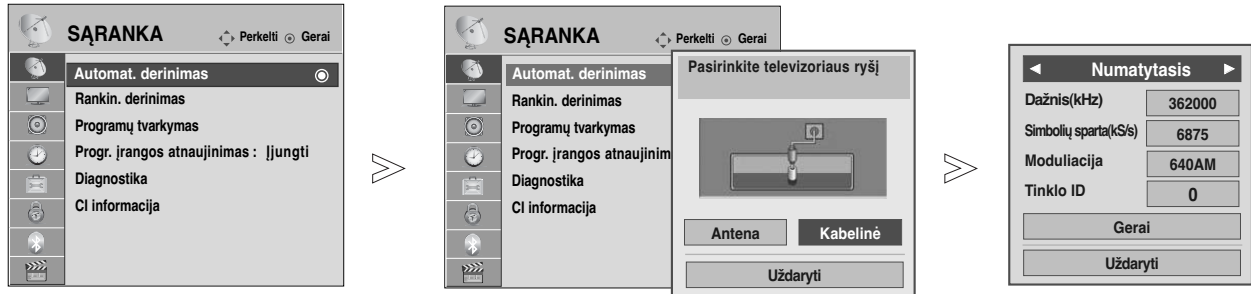 SĄRANKA
Perkelti Gerai
Automat. derinimas
Rankin. derinimas
Programų tvarkymas
Progr. įrangos atnaujinimas : Įjungti
Diagnostika
CI informacija
SĄRANKA
Perkelti Gerai
Automat. derinimas
Rankin. derinimas
Programų tvarkymas
Progr. įrangos atnaujinim
Diagnostika
CI informacija
Pasirinkite televizoriaus ryšį
Antena Kabelinė
Uždaryti
◄ Numatytasis ►
Dažnis(kHz) 362000
Simbolių sparta(kS/s) 6875
Moduliacija 640AM
Tinklo ID 0
Gerai
Uždaryti